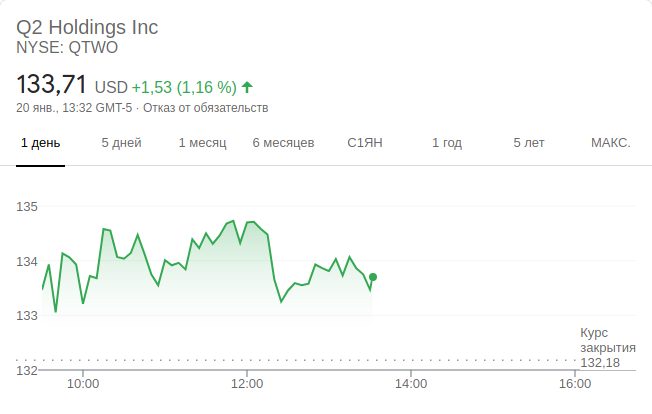 Q2 Holdings Inc
NYSE: QTWO
133,71 USD +1,53 (1,16 %)
20 янв., 13:32 GMT-5 · Отказ от обязательств
1 день 5 дней 1 месяц 6 месяцев С1ЯН 1 год 5 лет МАКС.
135
134
133
Курс
закрытия
132,18
132
10:00 12:00 14:00 16:00